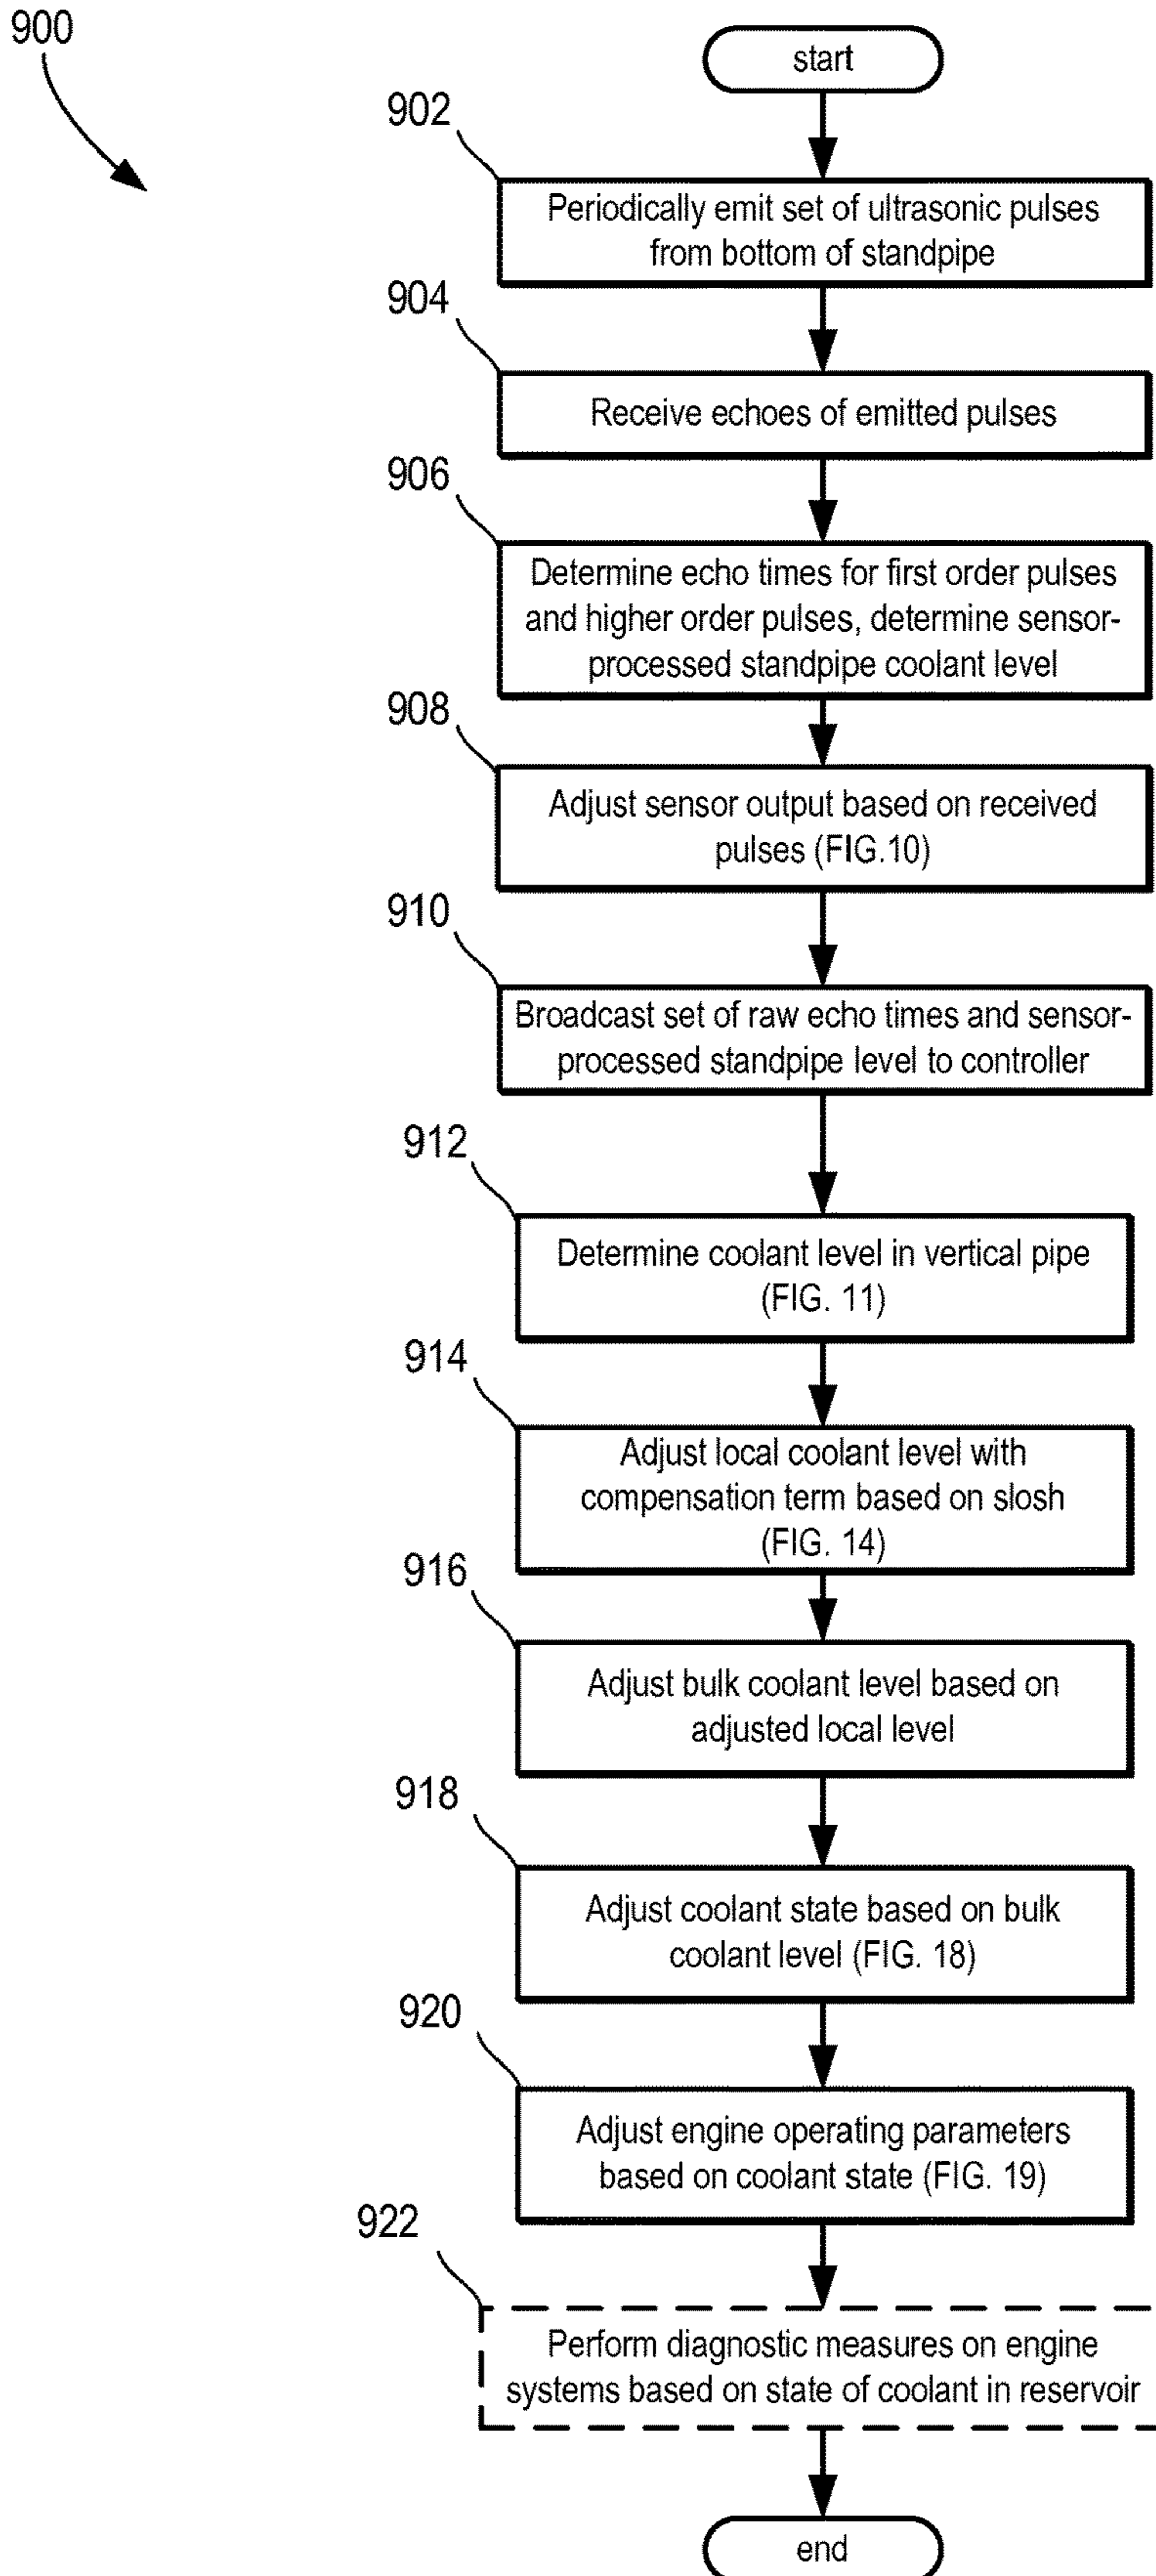 900
start
902
Periodically emit set of ultrasonic pulses
from bottom of standpipe
904
Receive echoes of emitted pulses
906
Determine echo times for first order pulses
and higher order pulses, determine sensor-
processed standpipe coolant level
908
Adjust sensor output based on received
pulses (FIG.10)
910
Broadcast set of raw echo times and sensor-
processed standpipe level to controller
912
Determine coolant level in vertical pipe
(FIG. 11)
914
Adjust local coolant level with
compensation term based on slosh
(FIG. 14)
916
Adjust bulk coolant level based on
adjusted local level
918
Adjust coolant state based on bulk
coolant level (FIG. 18)
920
Adjust engine operating parameters
based on coolant state (FIG. 19)
922
Perform diagnostic measures on engine
systems based on state of coolant in reservoir
end